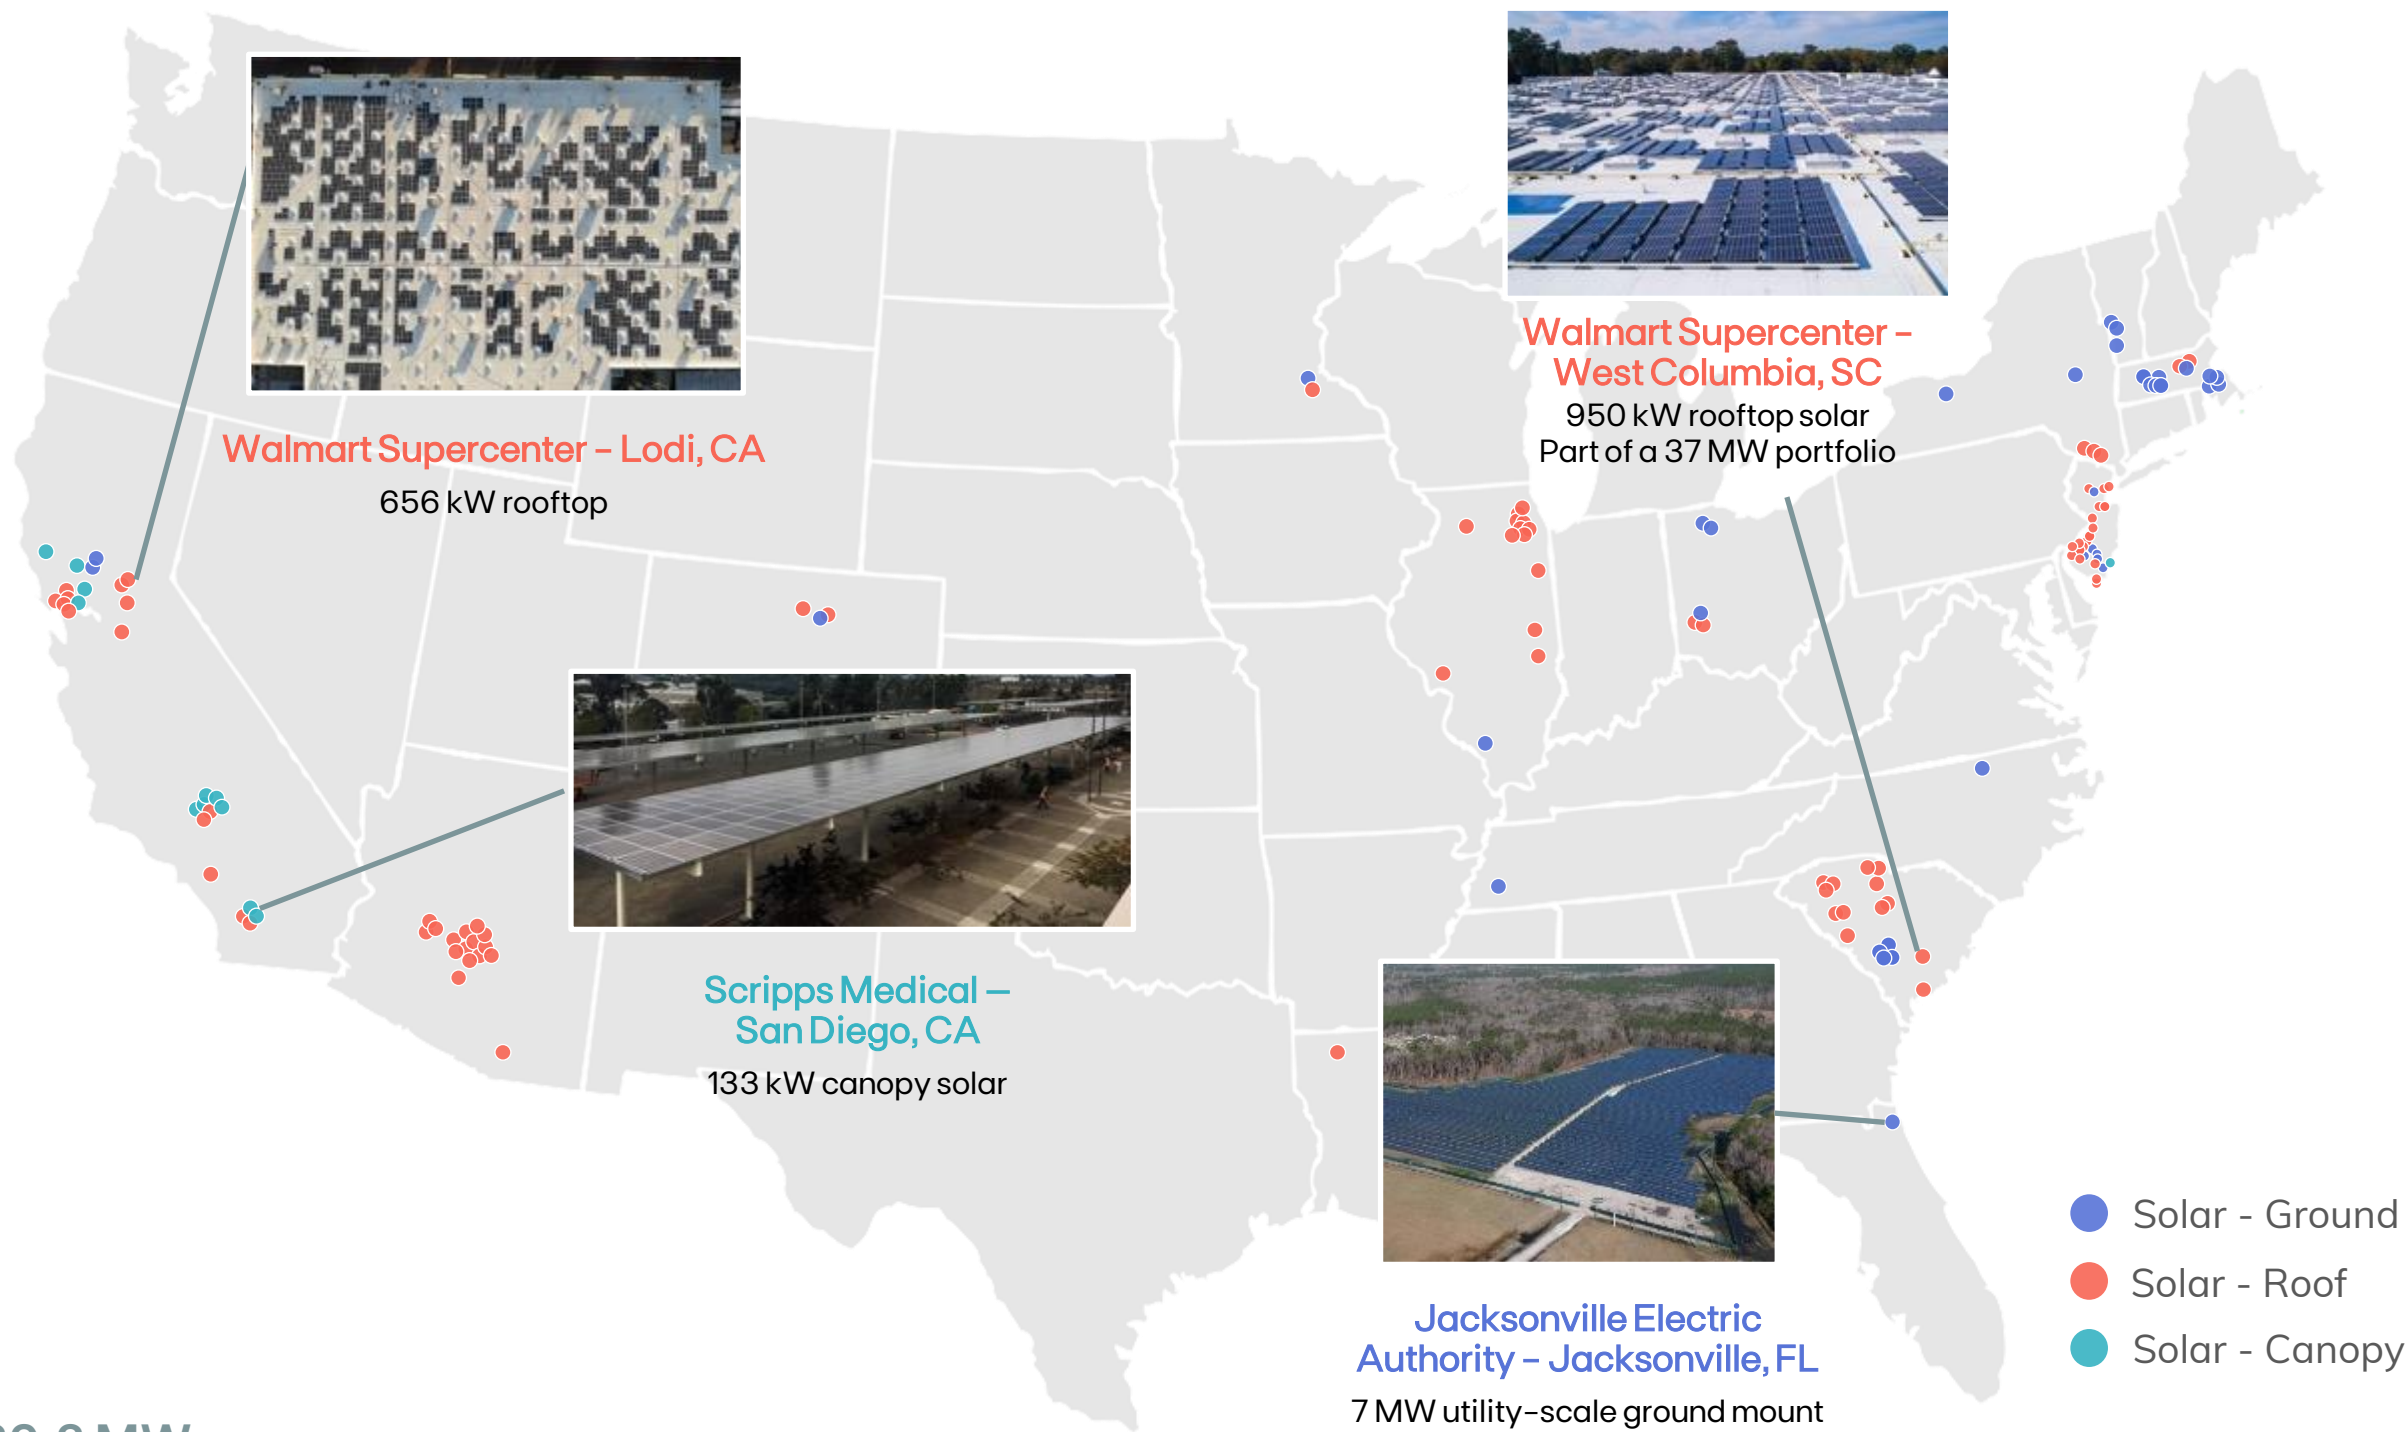 Walmart Supercenter – Lodi, CA
656 kW rooftop
Walmart Supercenter –
West Columbia, SC
950 kW rooftop solar
Part of a 37 MW portfolio
Scripps Medical —
San Diego, CA
133 kW canopy solar
Jacksonville Electric
Authority – Jacksonville, FL
7 MW utility-scale ground mount
Solar - Ground
Solar - Roof
Solar - Canopy
MW